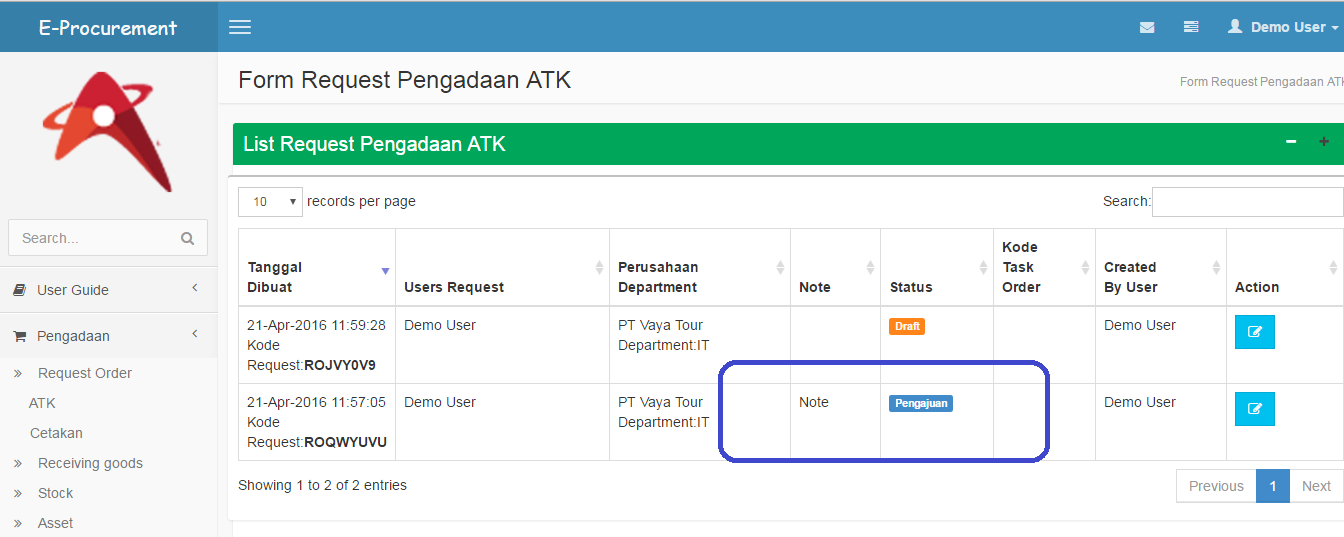 E-Procurement
Demo User
Form Request Pengadaan ATK
Form Request Pengadaan ATK
List Request Pengadaan ATK
10 records per page
Search:
Tanggal Dibuat
Users Request
Perusahaan Department
Note
Status
Kode Task Order
Created By User
Action
21-Apr-2016 11:59:28
Kode
Request:ROJVY0V9
Demo User
PT Vaya Tour
Department:IT
Draft
Demo User
21-Apr-2016 11:57:05
Kode
Request:ROQWYUVU
Demo User
PT Vaya Tour
Department:IT
Note
Pengajuan
Demo User
Showing 1 to 2 of 2 entries
Previous 1 Next
Search...
User Guide
Pengadaan
» Request Order
ATK
Cetakan
» Receiving goods
» Stock
» Asset